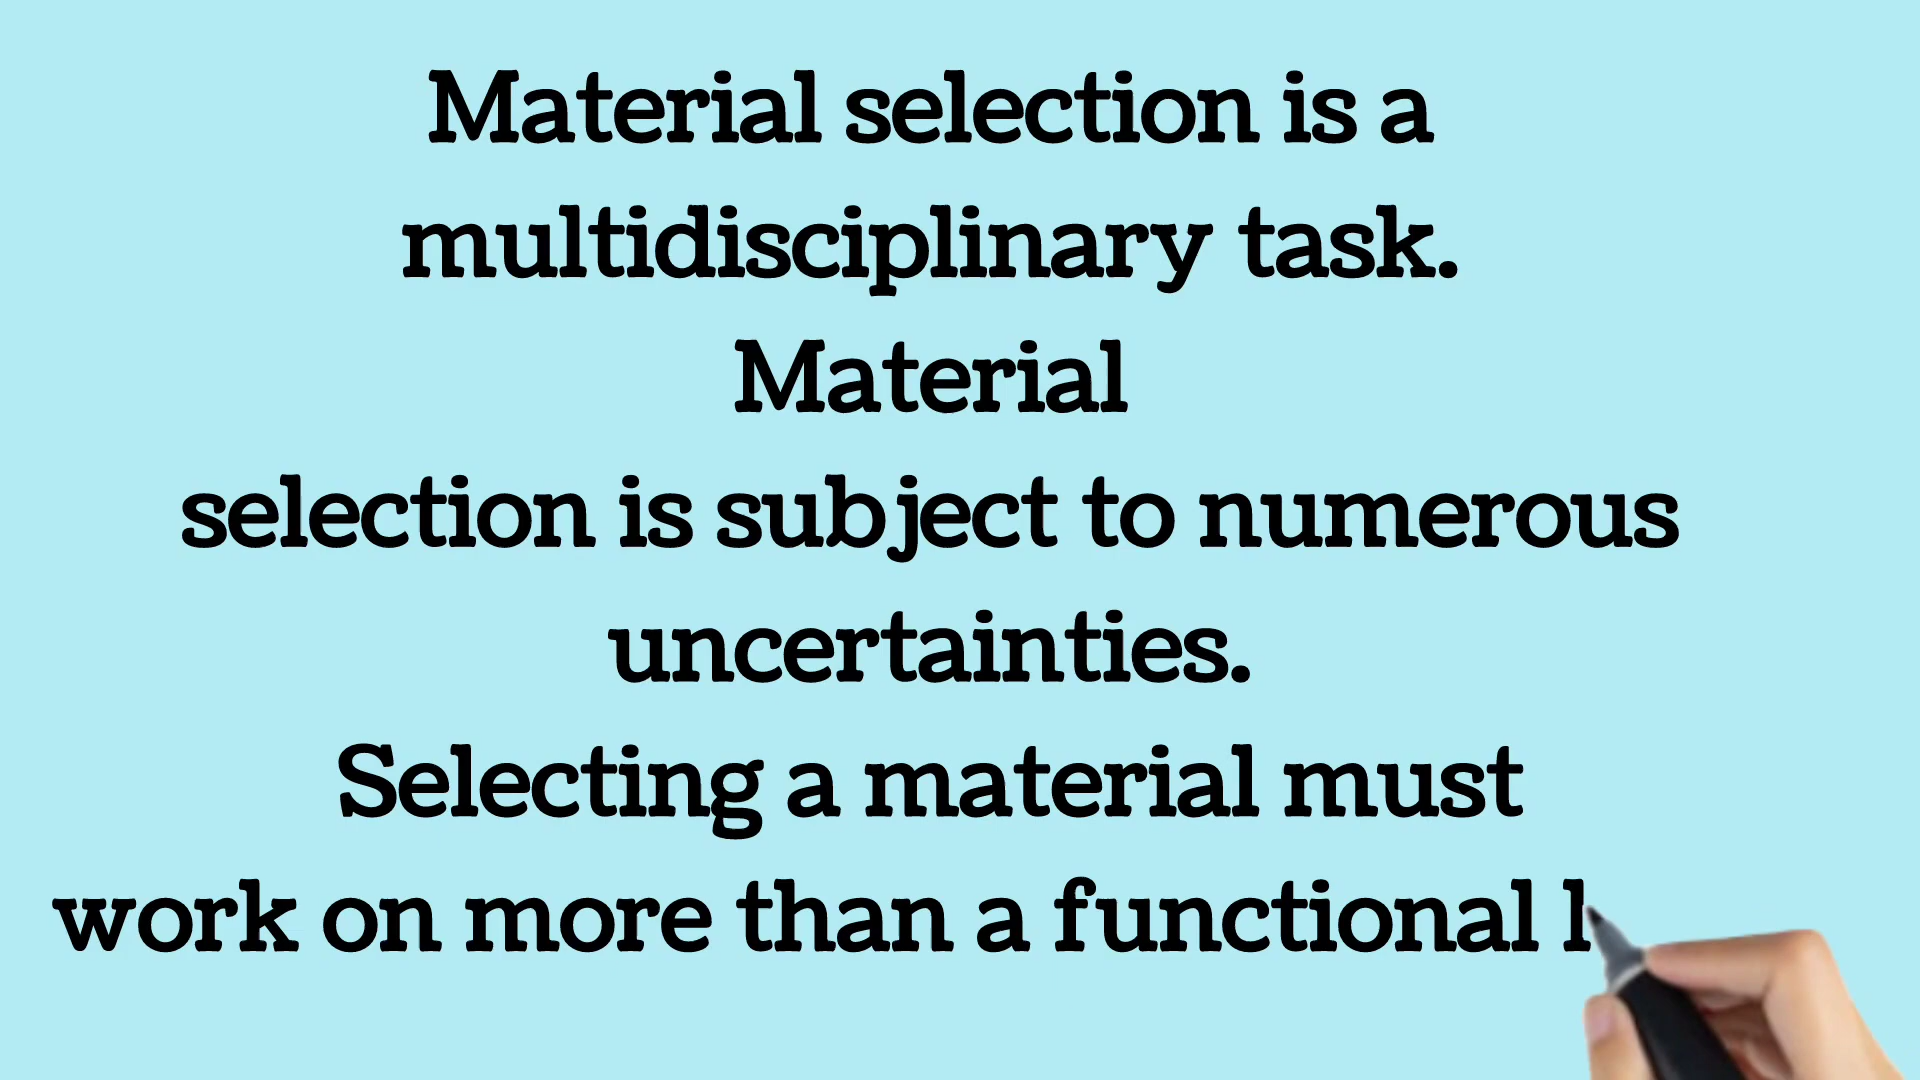 Material selection is a
multidisciplinary task.
Material
selection is subject to numerous
uncertainties.
Selecting a material must
work on more than a functional l